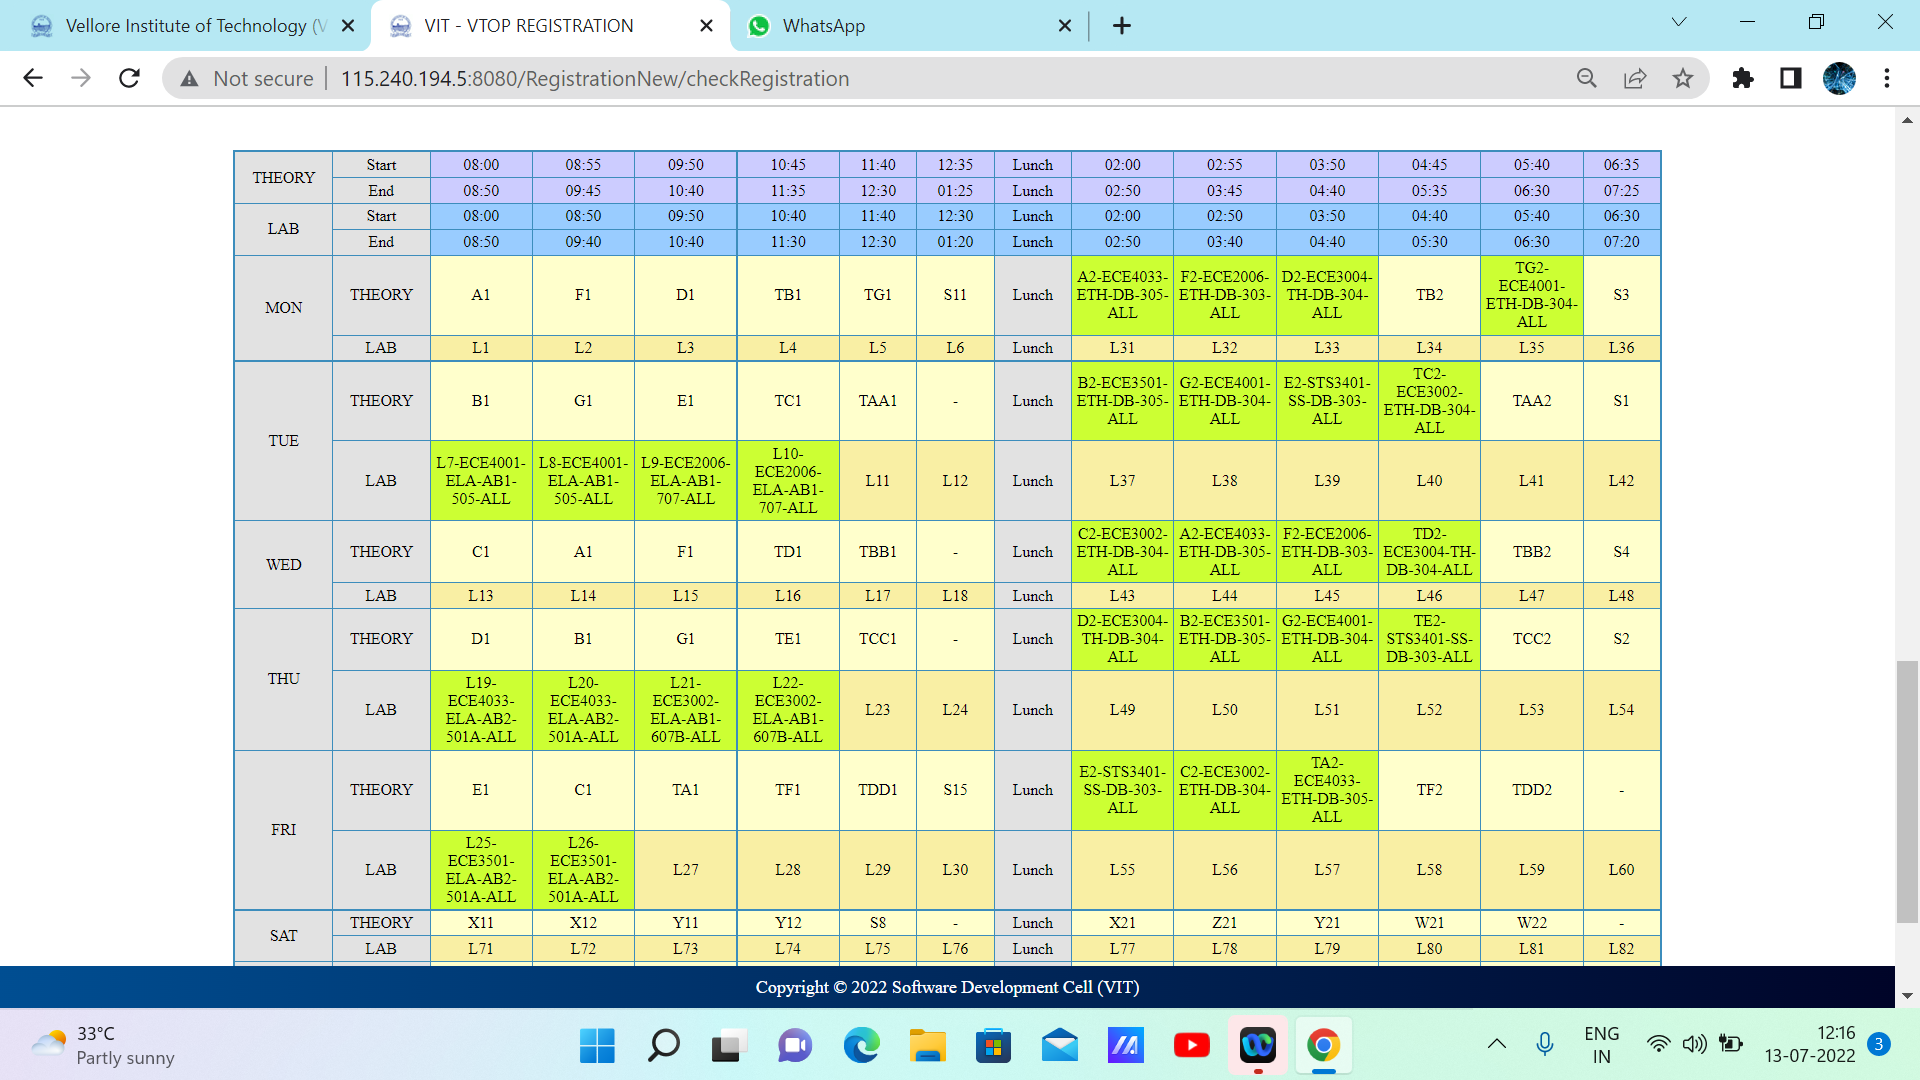 Vellore Institute of Technology (V
VIT - VTOP REGISTRATION
WhatsApp
Not secure
115.240.194.5:8080/RegistrationNew/checkRegistration
THEORY Start 08:00 08:55 09:50 10:45 11:40 12:35 Lunch 02:00 02:55 03:50 04:45 05:40 06:35
End 08:50 09:45 10:40 11:35 12:30 01:25 Lunch 02:50 03:45 04:40 05:35 06:30 07:25
LAB Start 08:00 08:50 09:50 10:40 11:40 12:30 Lunch 02:00 02:50 03:50 04:40 05:40 06:30
End 08:50 09:40 10:40 11:30 12:30 01:20 Lunch 02:50 03:40 04:40 05:30 06:30 07:20
MON THEORY A1 F1 D1 TB1 TG1 S11 Lunch A2-ECE4033-ETH-DB-305-ALL F2-ECE2006-ETH-DB-303-ALL D2-ECE3004-TH-DB-304-ALL TB2 TG2-ECE4001-ETH-DB-304-ALL S3
LAB L1 L2 L3 L4 L5 L6 Lunch L31 L32 L33 L34 L35 L36
TUE THEORY B1 G1 E1 TC1 TAA1 - Lunch B2-ECE3501-ETH-DB-305-ALL G2-ECE4001-ETH-DB-304-ALL E2-STS3401-SS-DB-303-ALL TC2-ECE3002-ETH-DB-304-ALL TAA2 S1
LAB L7-ECE4001-ELA-AB1-505-ALL L8-ECE4001-ELA-AB1-505-ALL L9-ECE2006-ELA-AB1-707-ALL L10-ECE2006-ELA-AB1-707-ALL L11 L12 Lunch L37 L38 L39 L40 L41 L42
WED THEORY C1 A1 F1 TD1 TBB1 - Lunch C2-ECE3002-ETH-DB-304-ALL A2-ECE4033-ETH-DB-305-ALL F2-ECE2006-ETH-DB-303-ALL TD2-ECE3004-TH-DB-304-ALL TBB2 S4
LAB L13 L14 L15 L16 L17 L18 Lunch L43 L44 L45 L46 L47 L48
THU THEORY D1 B1 G1 TE1 TCC1 - Lunch D2-ECE3004-TH-DB-304-ALL B2-ECE3501-ETH-DB-305-ALL G2-ECE4001-ETH-DB-304-ALL TE2-STS3401-SS-DB-303-ALL TCC2 S2
LAB L19-ECE4033-ELA-AB2-501A-ALL L20-ECE4033-ELA-AB2-501A-ALL L21-ECE3002-ELA-AB1-607B-ALL L22-ECE3002-ELA-AB1-607B-ALL L23 L24 Lunch L49 L50 L51 L52 L53 L54
FRI THEORY E1 C1 TA1 TF1 TDD1 S15 Lunch E2-STS3401-SS-DB-303-ALL C2-ECE3002-ETH-DB-304-ALL TA2-ECE4033-ETH-DB-305-ALL TF2 TDD2 -
LAB L25-ECE3501-ELA-AB2-501A-ALL L26-ECE3501-ELA-AB2-501A-ALL L27 L28 L29 L30 Lunch L55 L56 L57 L58 L59 L60
SAT THEORY X11 X12 Y11 Y12 S8 - Lunch X21 Z21 Y21 W21 W22 -
LAB L71 L72 L73 L74 L75 L76 Lunch L77 L78 L79 L80 L81 L82
Copyright © 2022 Software Development Cell (VIT)
33°C
Partly sunny
ENG
IN
12:16
13-07-2022
3